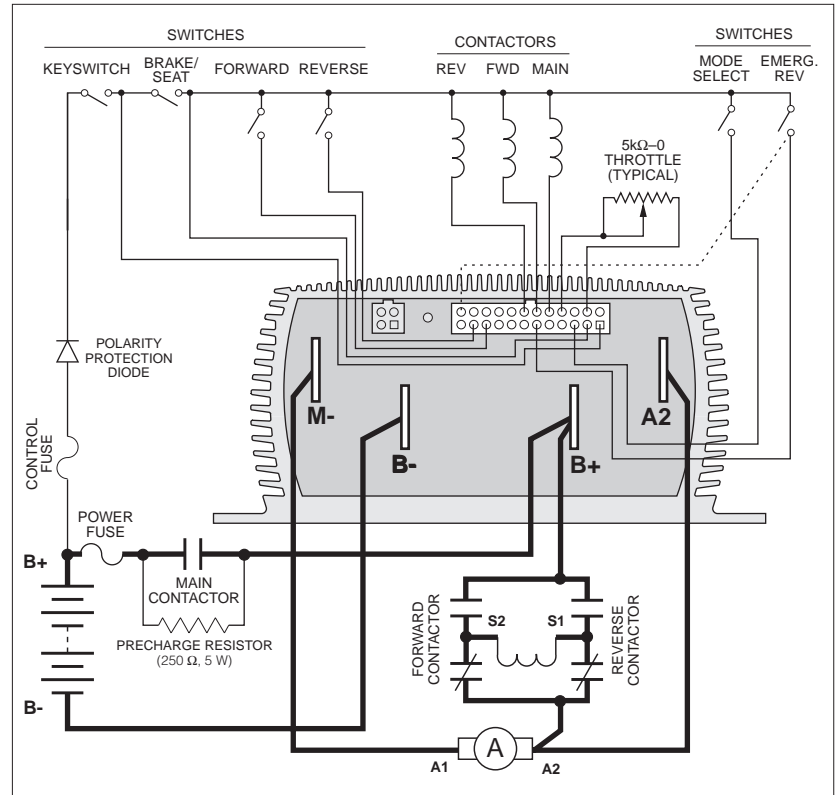 SWITCHES
CONTACTORS
SWITCHES
KEYSWITCH
BRAKE/
SEAT
FORWARD
REVERSE
REV
FWD
MAIN
MODE
SELECT
EMERG.
REV
5kΩ–0
THROTTLE
(TYPICAL)
POLARITY
PROTECTION
DIODE
M-
B-
B+
A2
CONTROL
FUSE
POWER
FUSE
B+
MAIN
CONTACTOR
PRECHARGE RESISTOR
(250 Ω, 5 W)
FORWARD
CONTACTOR
S2
S1
REVERSE
CONTACTOR
B-
A
A1
A2